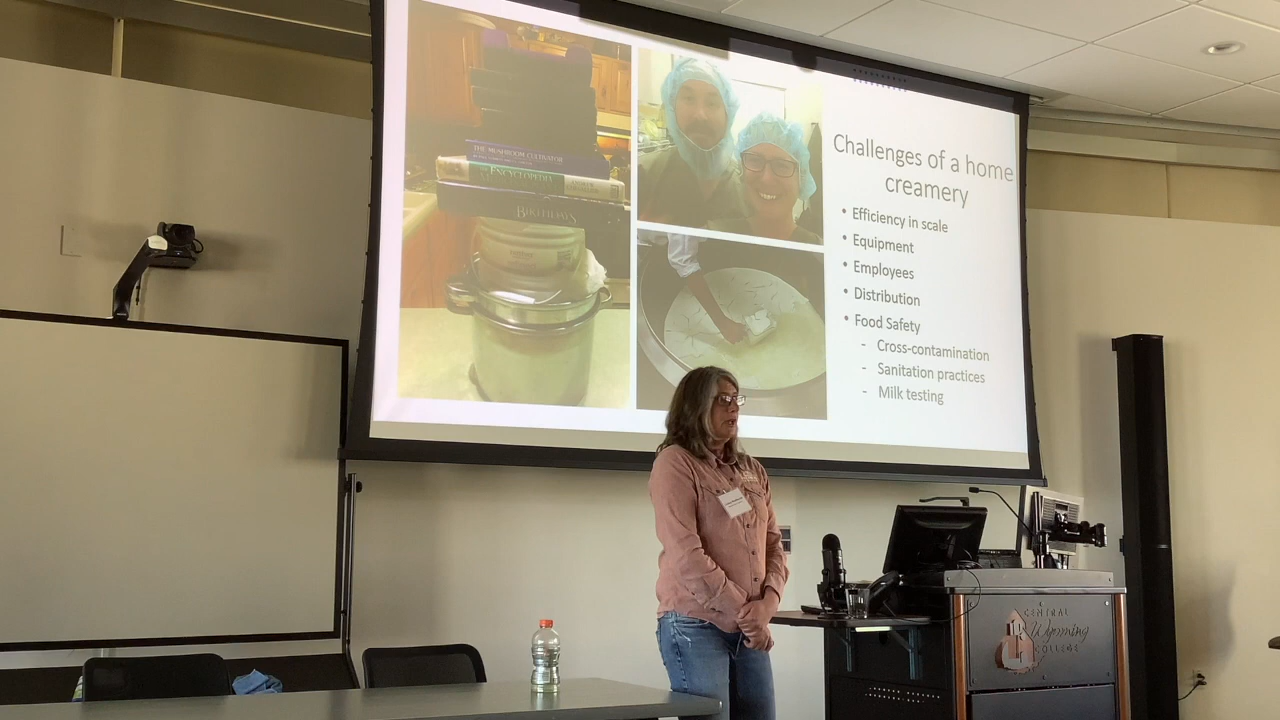 THE MUSHROOM CULTIVATOR
ENCYCLOPEDIA
BIRTHDAYS
Challenges of a home
creamery
• Efficiency in scale
• Equipment
• Employees
• Distribution
• Food Safety
- Cross-contamination
- Sanitation practices
- Milk testing
CENTRAL
Wyoming
COLLEGE